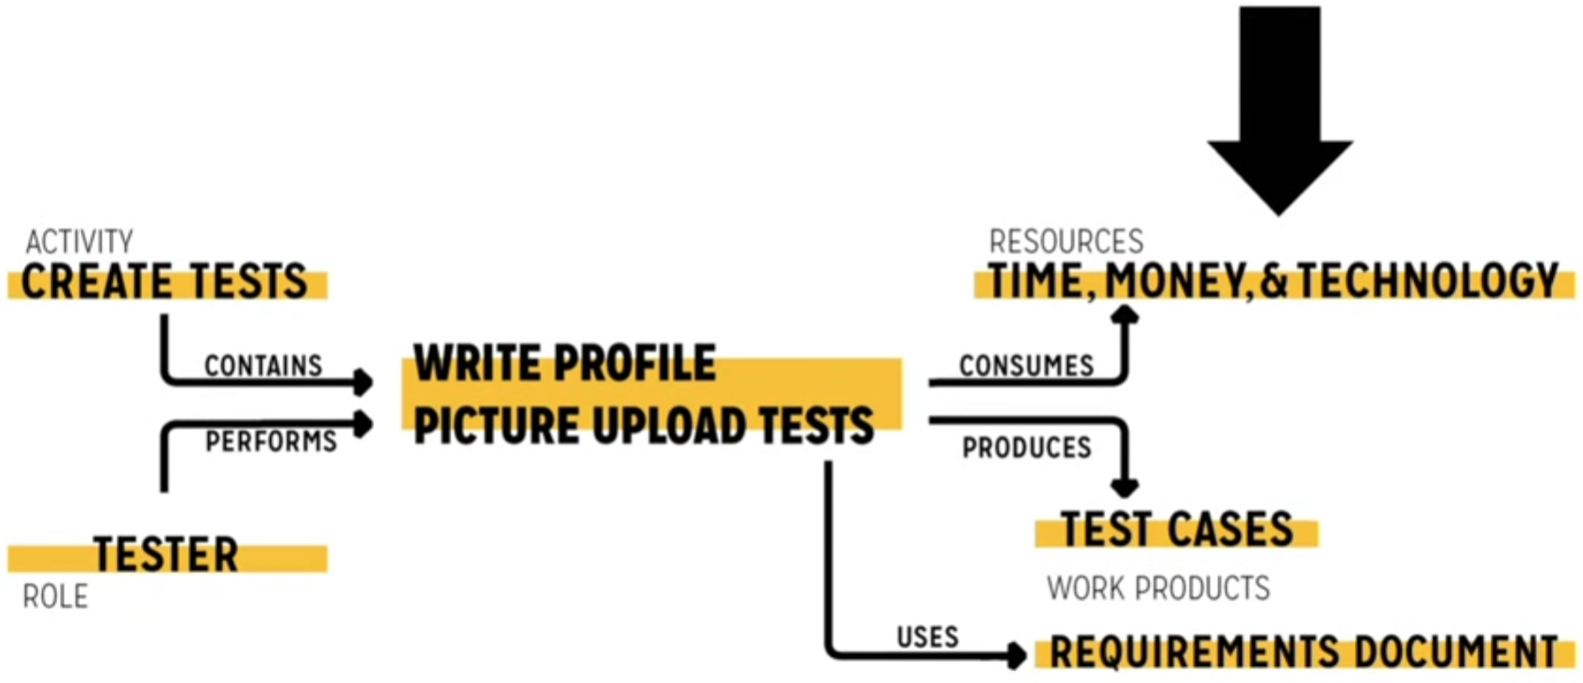 ACTIVITY
CREATE TESTS
CONTAINS
PERFORMS
TESTER
ROLE
WRITE PROFILE
PICTURE UPLOAD TESTS
RESOURCES
TIME, MONEY, & TECHNOLOGY
CONSUMES
PRODUCES
TEST CASES
WORK PRODUCTS
USES
REQUIREMENTS DOCUMENT